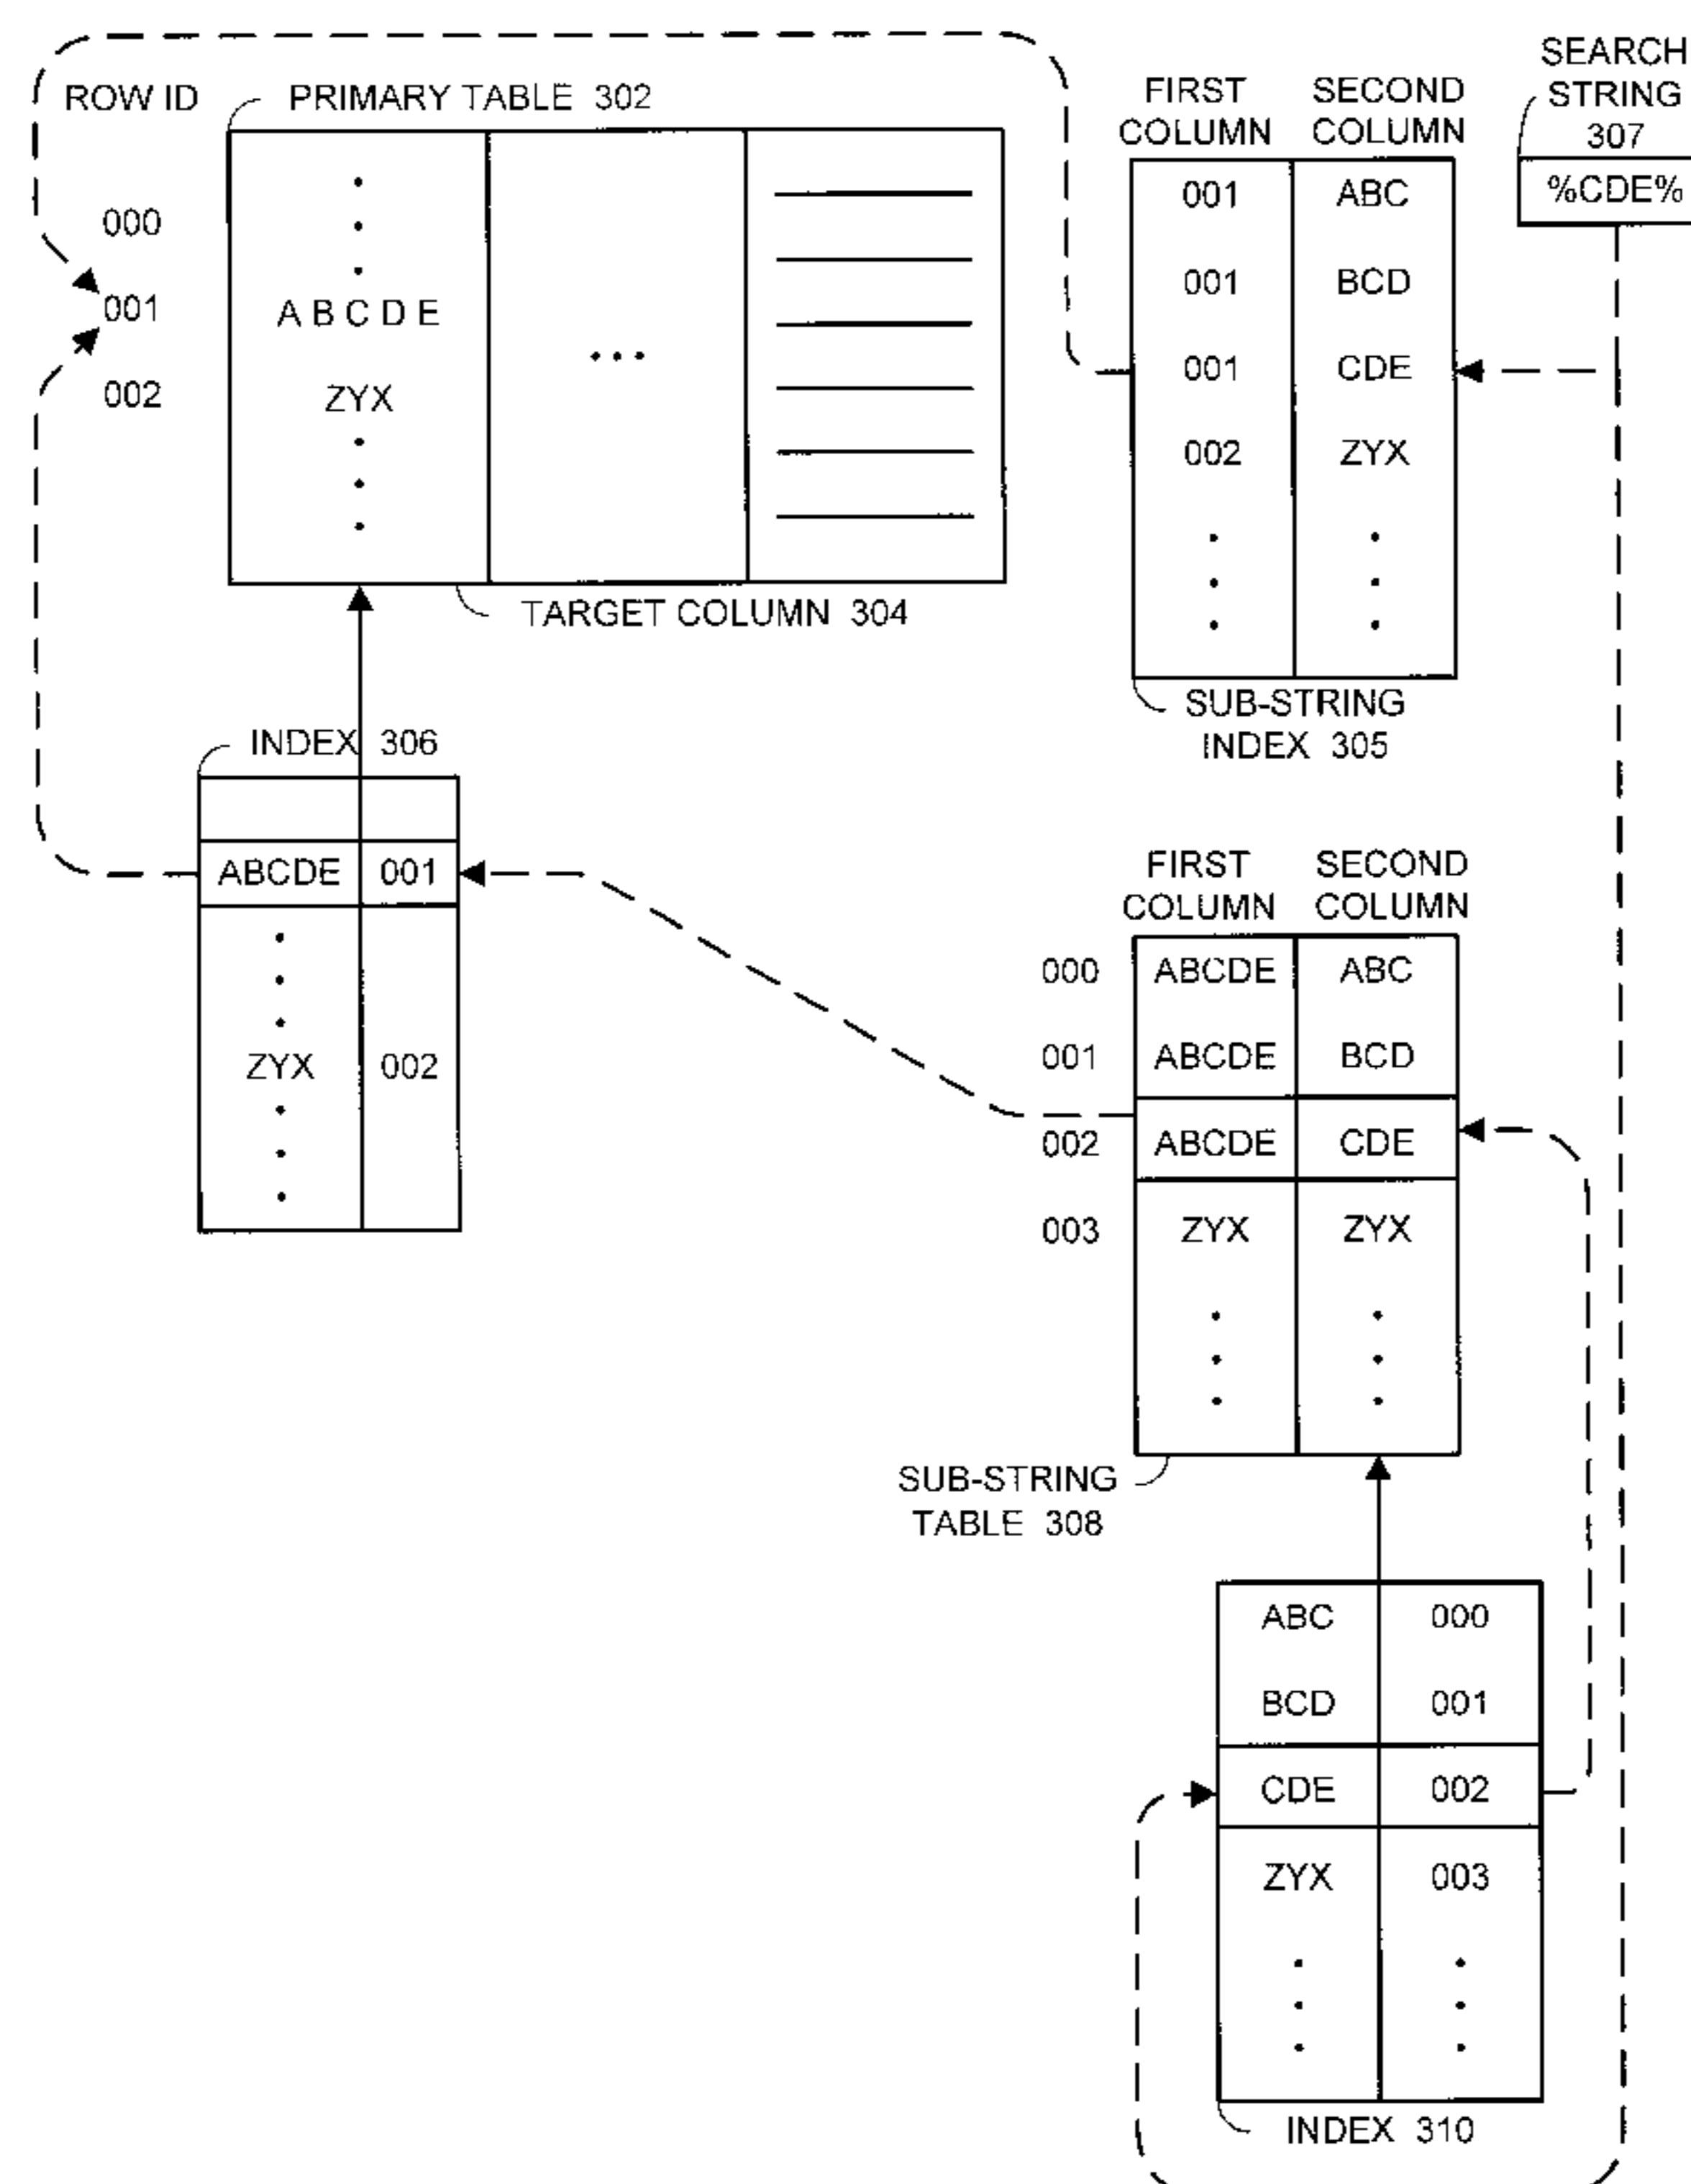 ROW ID
PRIMARY TABLE 302
000
001
002
A B C D E
ZYX
• • •
TARGET COLUMN 304
FIRST COLUMN
SECOND COLUMN
001 ABC
001 BCD
001 CDE
002 ZYX
SUB-STRING
INDEX 305
SEARCH
STRING
307
%CDE%
INDEX 306
ABCDE 001
ZYX 002
FIRST COLUMN
SECOND COLUMN
000 ABCDE ABC
001 ABCDE BCD
002 ABCDE CDE
003 ZYX ZYX
SUB-STRING
TABLE 308
ABC 000
BCD 001
CDE 002
ZYX 003
INDEX 310